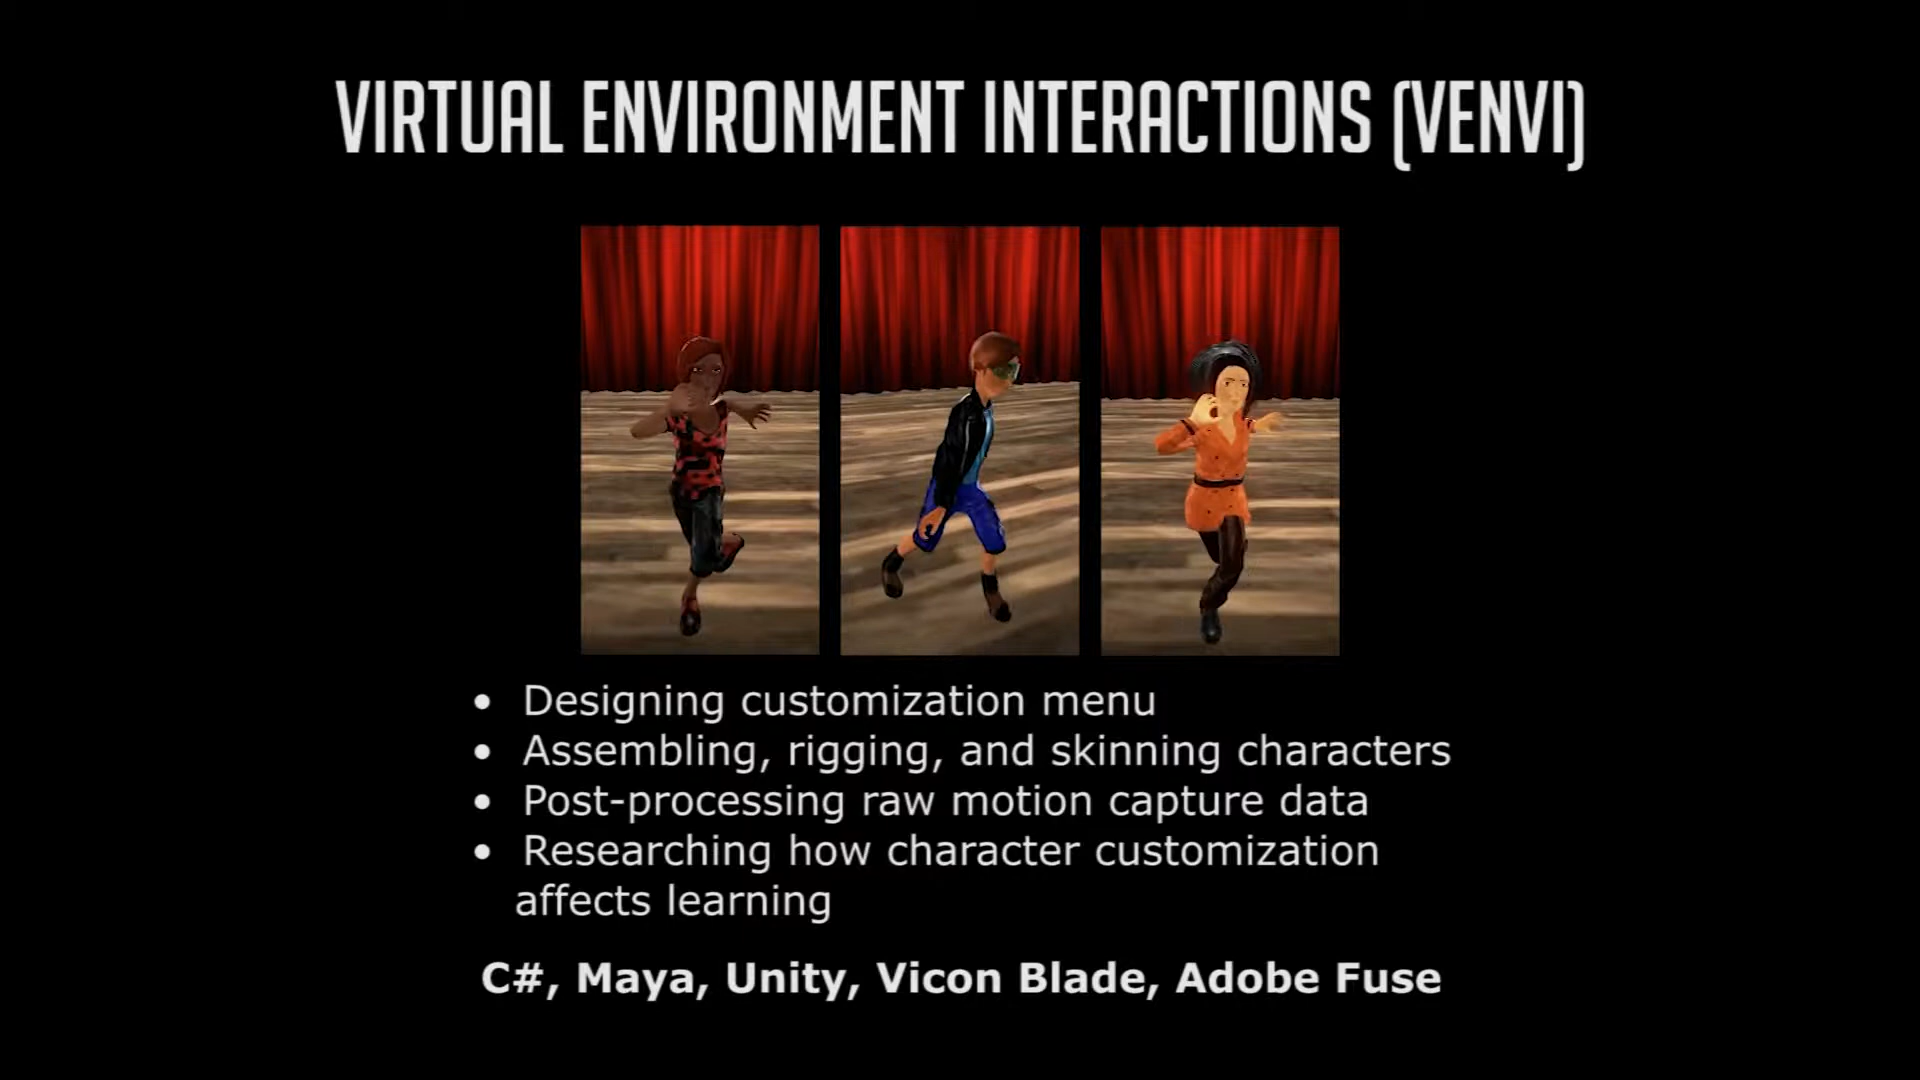 VIRTUAL ENVIRONMENT INTERACTIONS (VENVI)
• Designing customization menu
• Assembling, rigging, and skinning characters
• Post-processing raw motion capture data
• Researching how character customization
affects learning
C#, Maya, Unity, Vicon Blade, Adobe Fuse